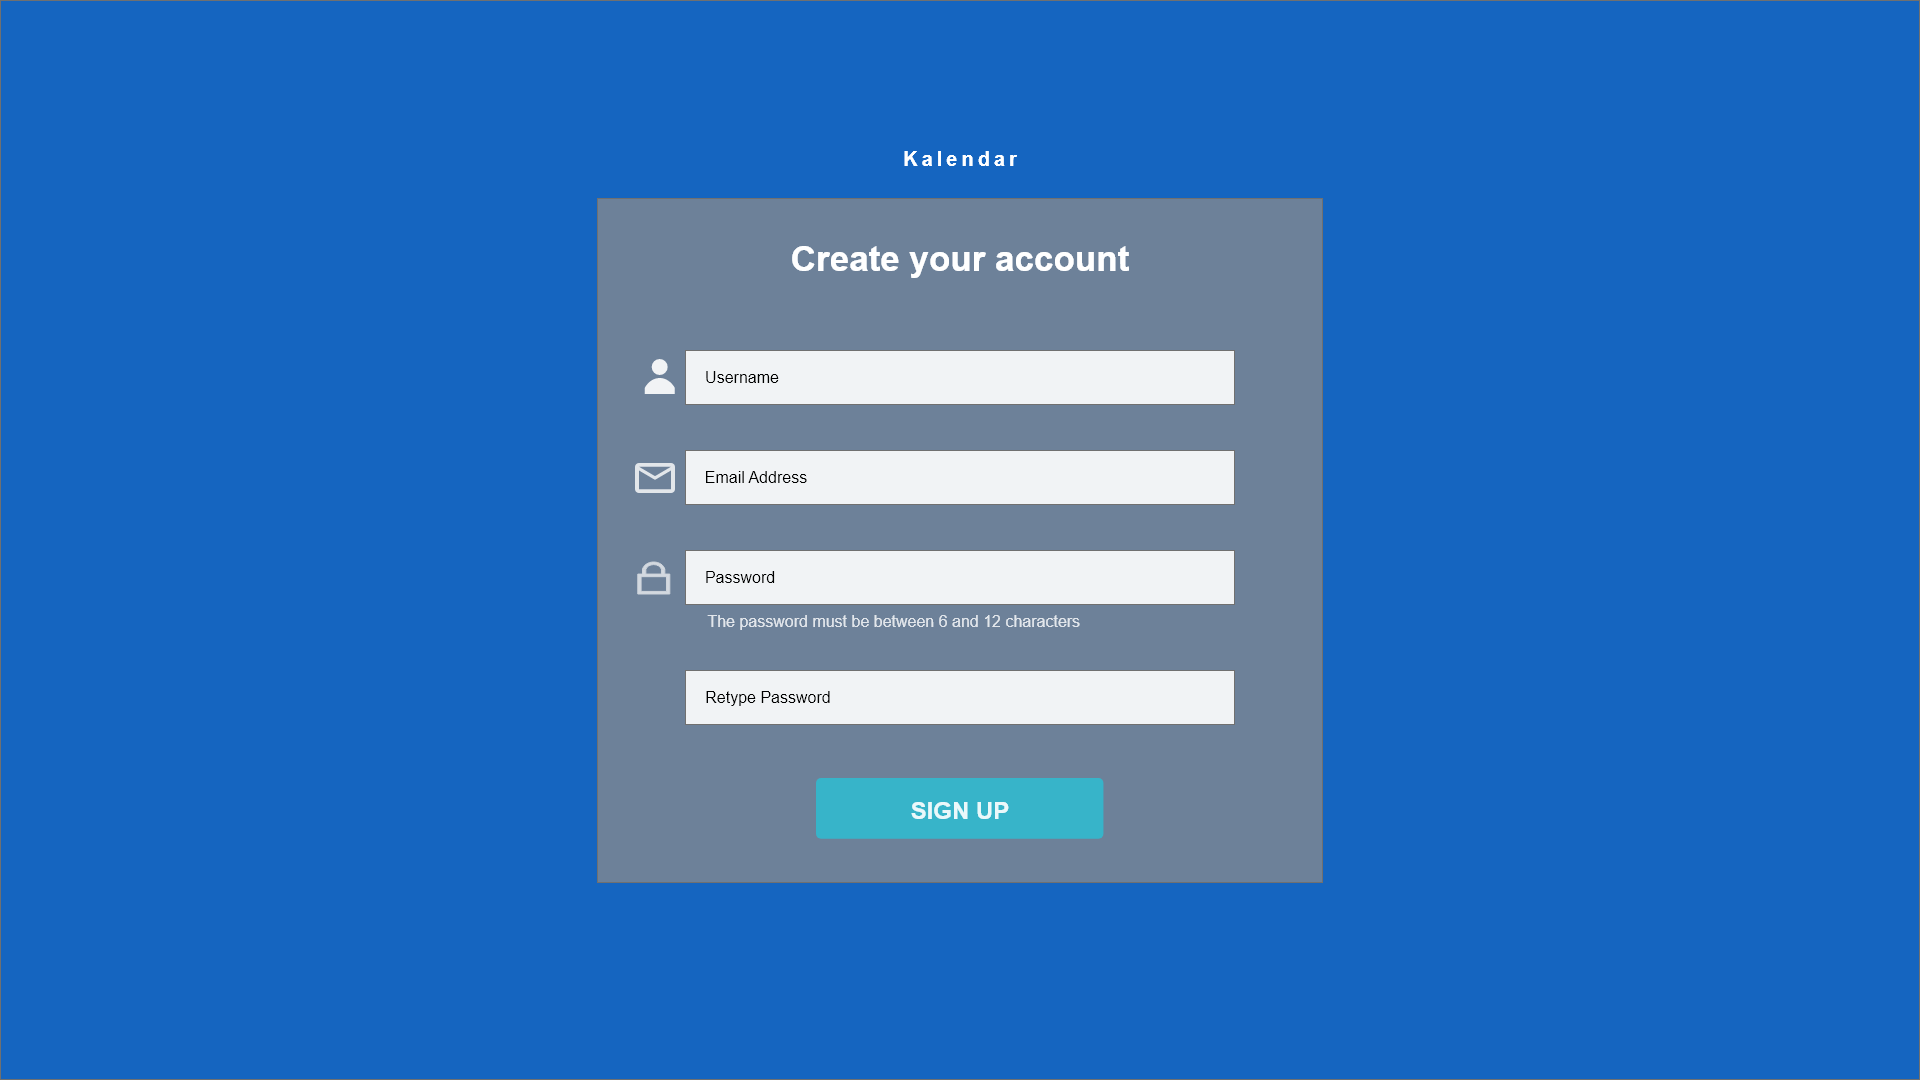 Kalendar
Create your account
Username
Email Address
Password
The password must be between 6 and 12 characters
Retype Password
SIGN UP